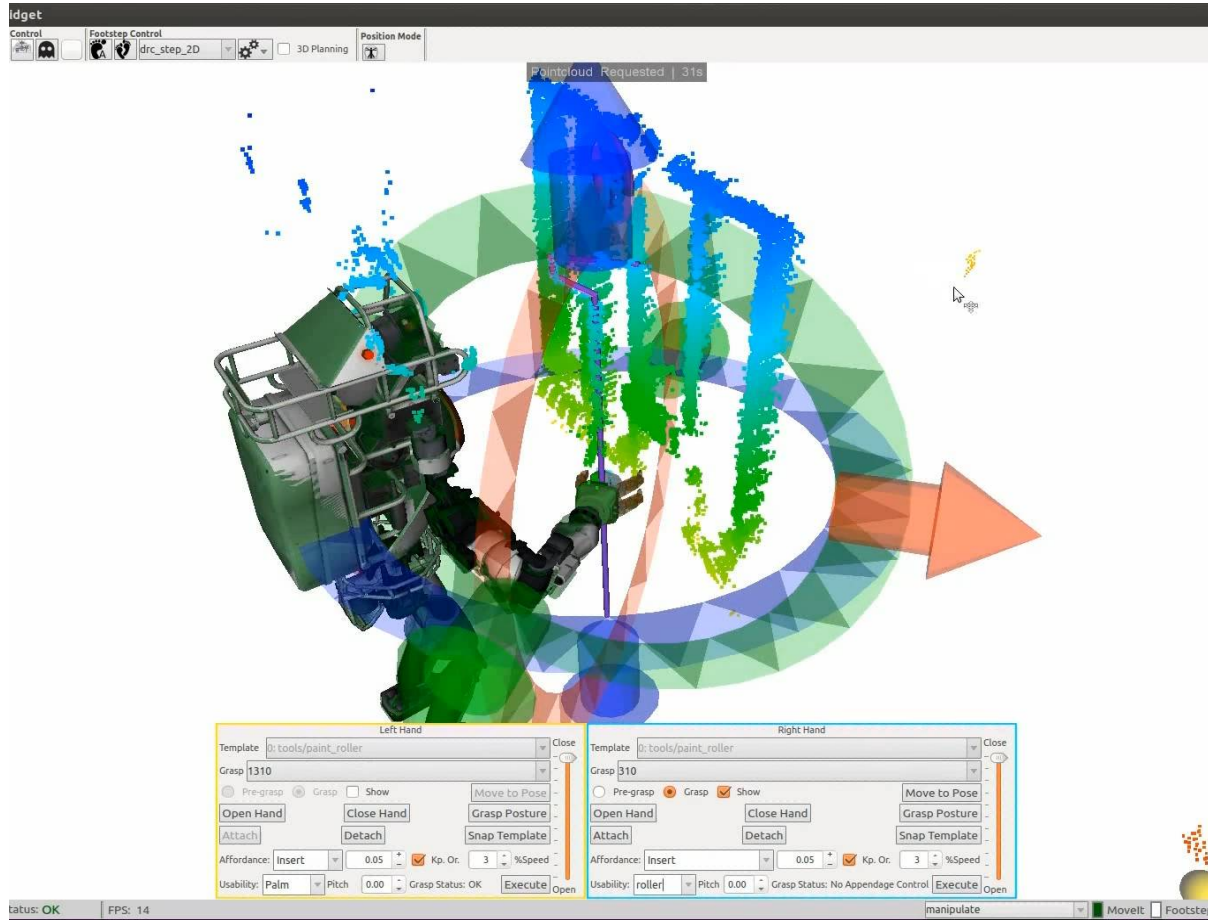 idget
Control Footstep Control Position Mode
drc_step_2D 3D Planning
Pointcloud Requested | 31s
Left Hand
Template 0: tools/paint_roller Close
Grasp 1310
Pre-grasp Grasp Show Move to Pose
Open Hand Close Hand Grasp Posture
Attach Detach Snap Template
Affordance: Insert 0.05 Kp. Or. 3 %Speed
Usability: Palm Pitch 0.00 Grasp Status: OK Execute Open
Right Hand
Template 0: tools/paint_roller Close
Grasp 310
Pre-grasp Grasp Show Move to Pose
Open Hand Close Hand Grasp Posture
Attach Detach Snap Template
Affordance: Insert 0.05 Kp. Or. 3 %Speed
Usability: roller Pitch 0.00 Grasp Status: No Appendage Control Execute Open
tatus: OK FPS: 14 manipulate MoveIt Footste